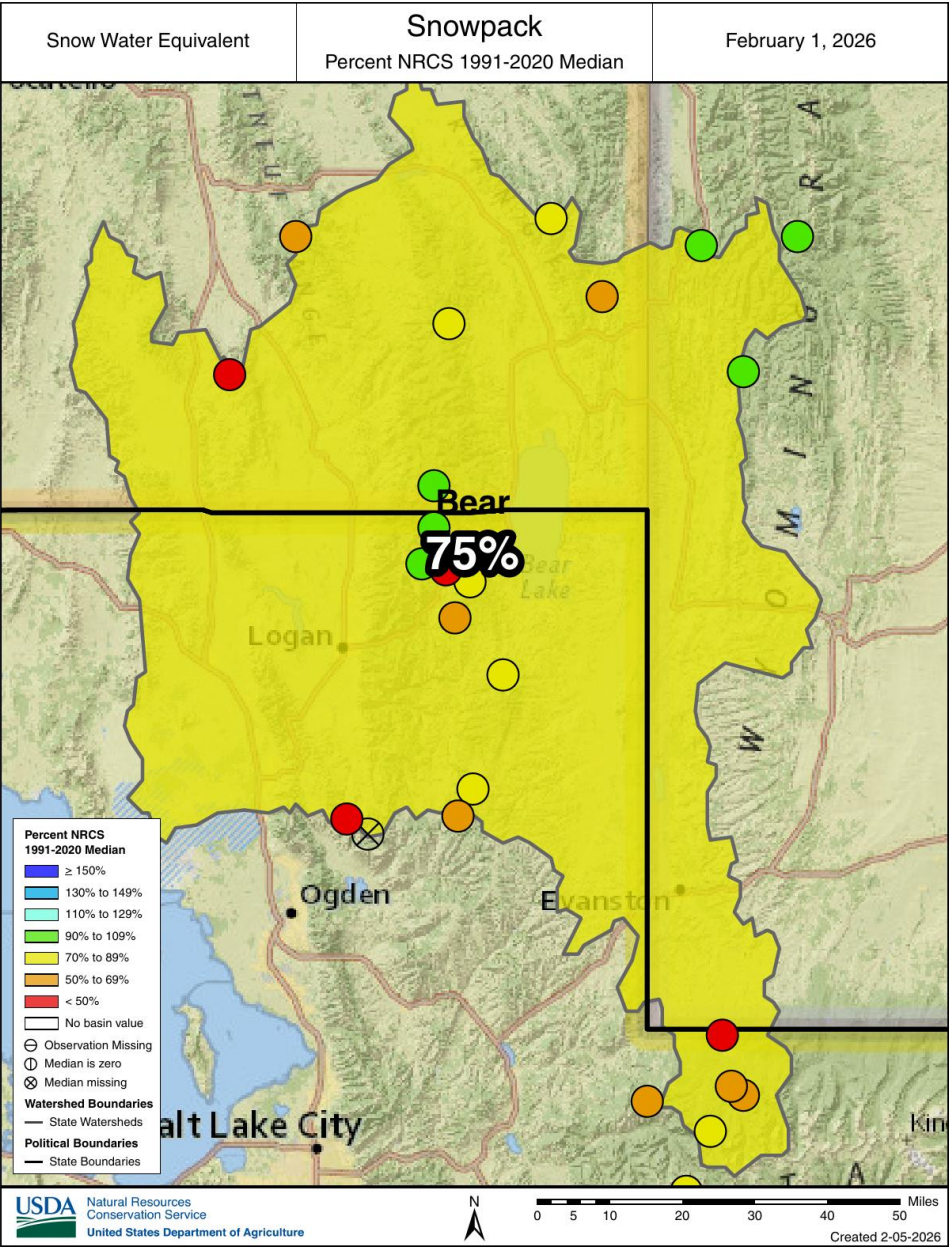 Snow Water Equivalent
Snowpack
Percent NRCS 1991-2020 Median
February 1, 2026
Bear
75%
Bear
Lake
Logan
Ogden
Evanston
alt Lake City
Kin
W Y O M I N G
R A
U I N T
G E
T A
Percent NRCS
1991-2020 Median
≥ 150%
130% to 149%
110% to 129%
90% to 109%
70% to 89%
50% to 69%
< 50%
No basin value
Observation Missing
Median is zero
Median missing
Watershed Boundaries
State Watersheds
Political Boundaries
State Boundaries
USDA
Natural Resources
Conservation Service
United States Department of Agriculture
N
Miles
0 5 10 20 30 40 50
Created 2-05-2026